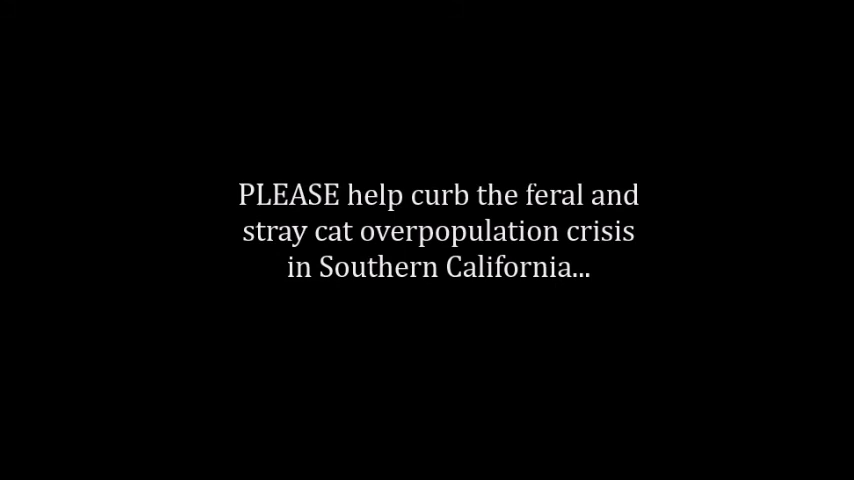 PLEASE help curb the feral and
stray cat overpopulation crisis
in Southern California...